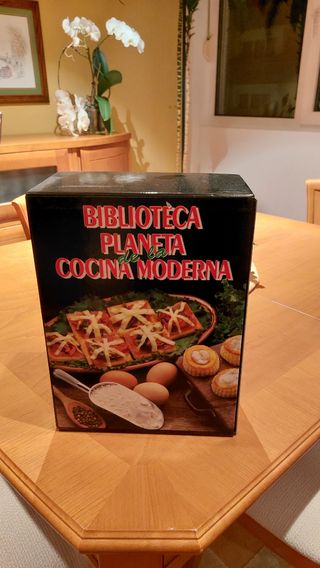 BIBLIOTECA
PLANETA
de la
COCINA MODERNA